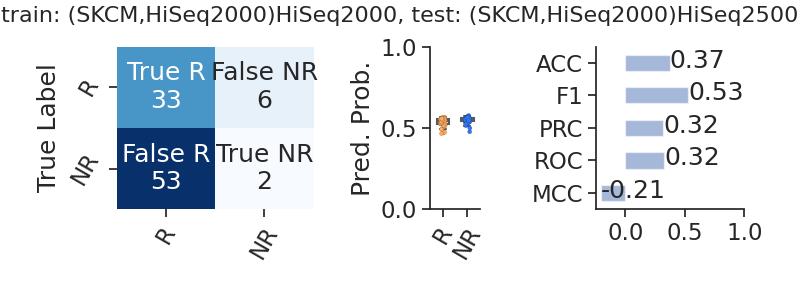 train: (SKCM,HiSeq2000)HiSeq2000, test: (SKCM,HiSeq2000)HiSeq2500
True Label
R
NR
True R
33
False NR
6
False R
53
True NR
2
R
NR
Pred. Prob.
1.0
0.5
0.0
R
NR
ACC
F1
PRC
ROC
MCC
0.37
0.53
0.32
0.32
-0.21
0.0
0.5
1.0